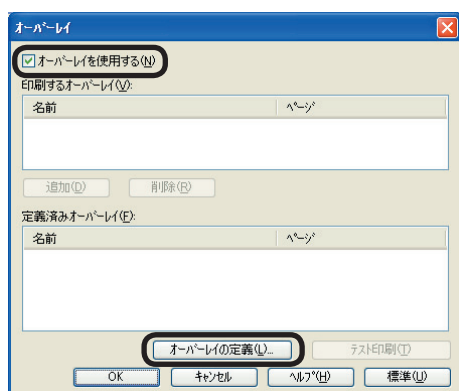 オーバーレイ
オーバーレイを使用する(N)
印刷するオーバーレイ(V):
名前 ページ
追加(D) 削除(R)
定義済みオーバーレイ(F):
名前 ページ
オーバーレイの定義(L)... テスト印刷(T)
OK キャンセル ヘルプ(H) 標準(U)